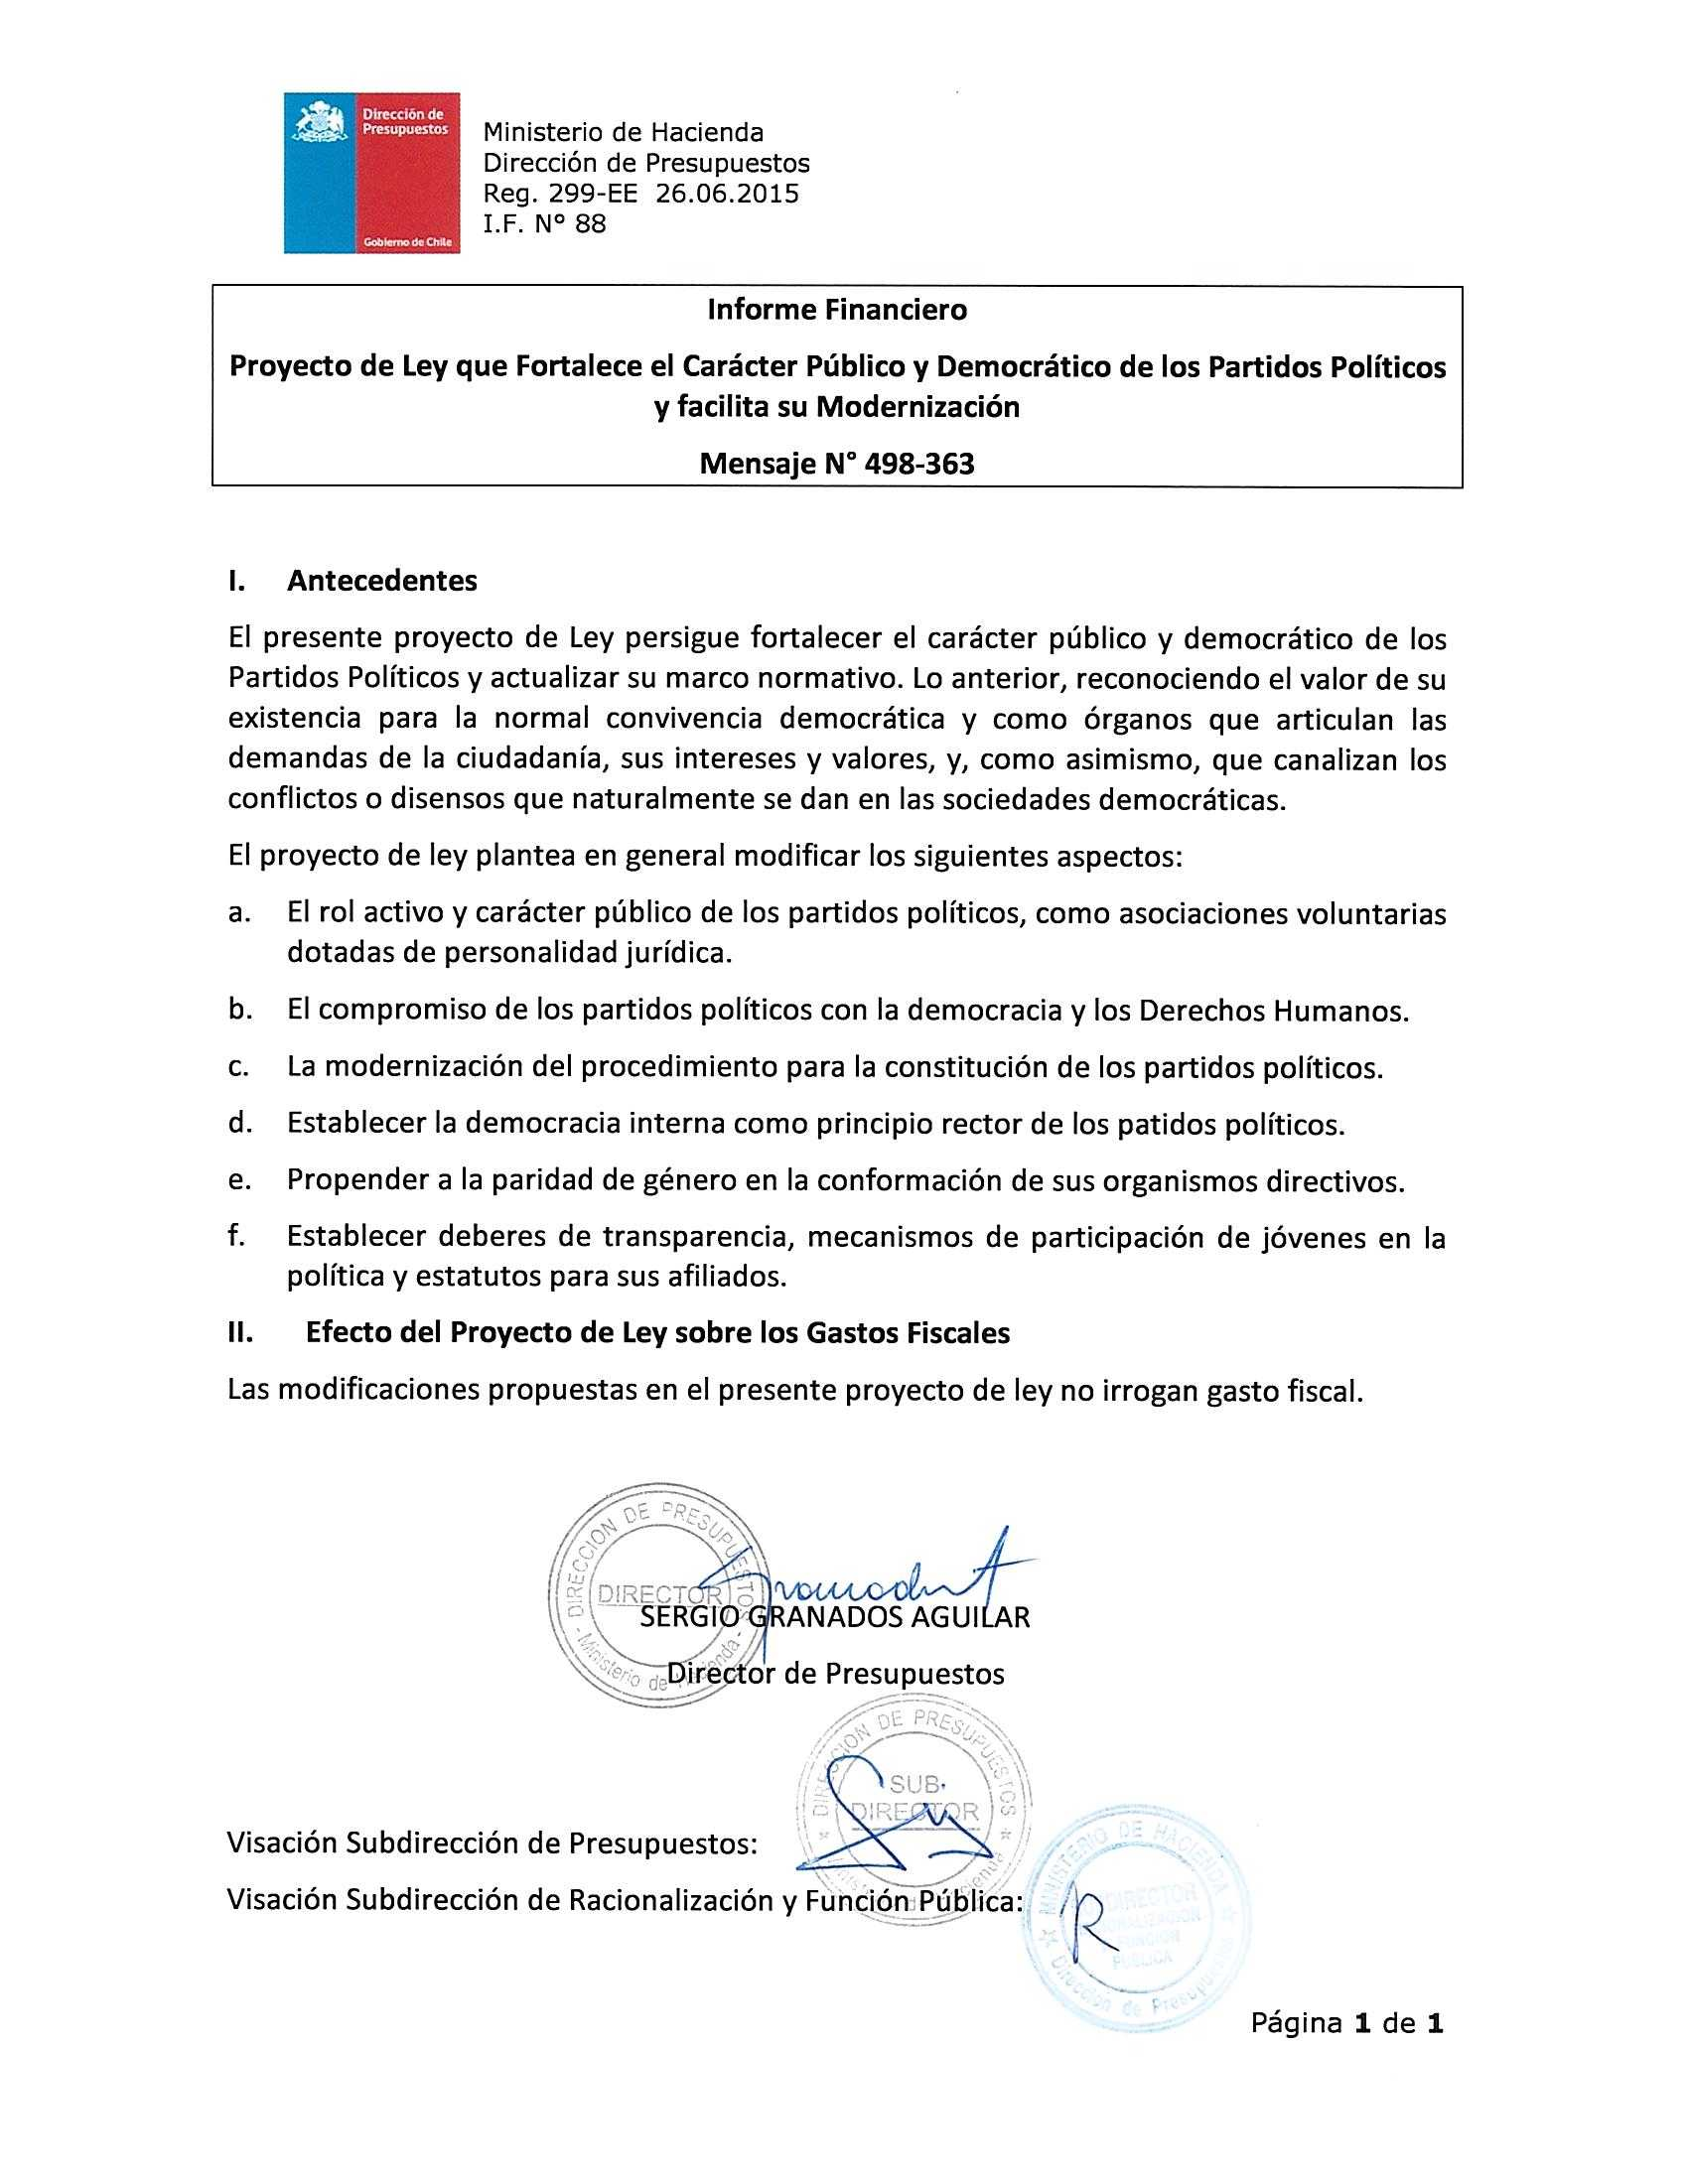 Dirección de
Presupuestos
Gobierno de Chile
Ministerio de Hacienda
Dirección de Presupuestos
Reg. 299-EE 26.06.2015
I.F. N° 88
Informe Financiero
Proyecto de Ley que Fortalece el Carácter Público y Democrático de los Partidos Políticos
y facilita su Modernización
Mensaje N° 498-363
I. Antecedentes
El presente proyecto de Ley persigue fortalecer el carácter público y democrático de los
Partidos Políticos y actualizar su marco normativo. Lo anterior, reconociendo el valor de su
existencia para la normal convivencia democrática y como órganos que articulan las
demandas de la ciudadanía, sus intereses y valores, y, como asimismo, que canalizan los
conflictos o disensos que naturalmente se dan en las sociedades democráticas.
El proyecto de ley plantea en general modificar los siguientes aspectos:
a. El rol activo y carácter público de los partidos políticos, como asociaciones voluntarias
dotadas de personalidad jurídica.
b. El compromiso de los partidos políticos con la democracia y los Derechos Humanos.
c. La modernización del procedimiento para la constitución de los partidos políticos.
d. Establecer la democracia interna como principio rector de los patidos políticos.
e. Propender a la paridad de género en la conformación de sus organismos directivos.
f. Establecer deberes de transparencia, mecanismos de participación de jóvenes en la
política y estatutos para sus afiliados.
II. Efecto del Proyecto de Ley sobre los Gastos Fiscales
Las modificaciones propuestas en el presente proyecto de ley no irrogan gasto fiscal.
DIRECCION DE PRESUPUESTOS
DIRECTOR
- Ministerio de Hacienda -
SERGIO GRANADOS AGUILAR
Director de Presupuestos
DIRECCION DE PRESUPUESTOS
SUB.
DIRECTOR
Visación Subdirección de Presupuestos:
Visación Subdirección de Racionalización y Función Pública:
MINISTERIO DE HACIENDA
DIRECTOR
FUNCION
PUBLICA
Dirección de Presupuestos
Página 1 de 1